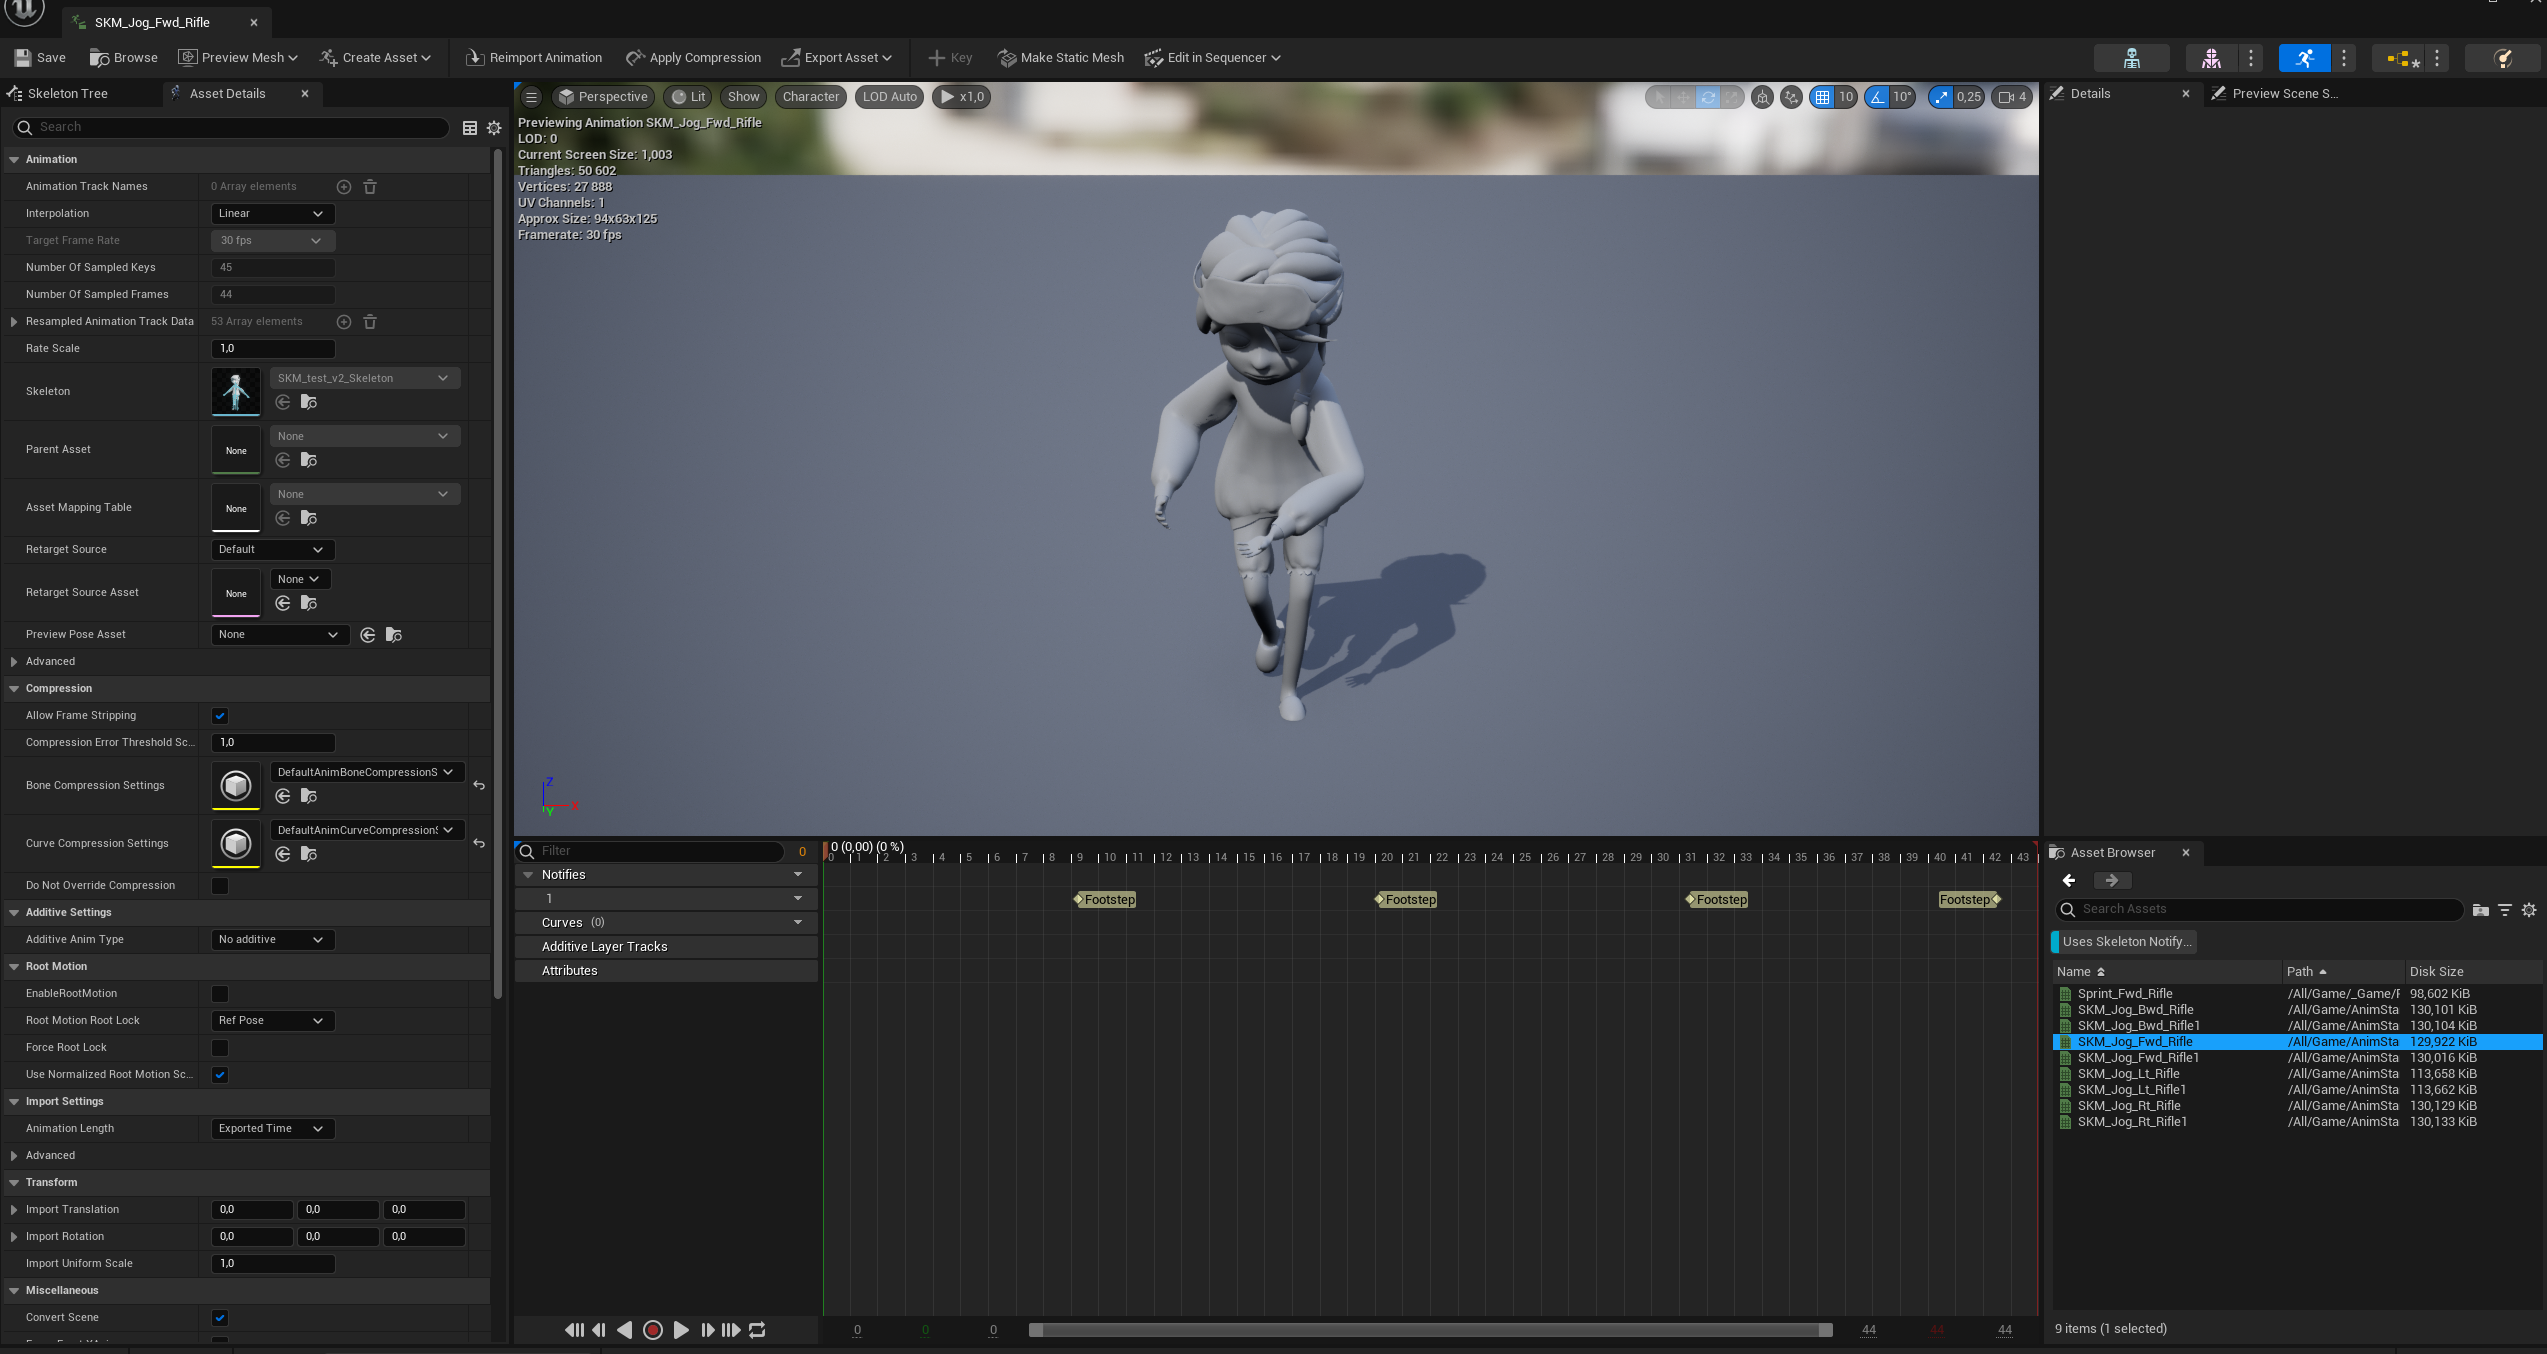 SKM_Jog_Fwd_Rifle
Save
Browse
Preview Mesh
Create Asset
Reimport Animation
Apply Compression
Export Asset
Key
Make Static Mesh
Edit in Sequencer
Skeleton Tree
Asset Details
Search
Animation
Animation Track Names 0 Array elements
Interpolation Linear
Target Frame Rate 30 fps
Number Of Sampled Keys 45
Number Of Sampled Frames 44
Resampled Animation Track Data 53 Array elements
Rate Scale 1,0
Skeleton SKM_test_v2_Skeleton
Parent Asset None None
Asset Mapping Table None None
Retarget Source Default
Retarget Source Asset None None
Preview Pose Asset None
Advanced
Compression
Allow Frame Stripping
Compression Error Threshold Sc... 1,0
Bone Compression Settings DefaultAnimBoneCompressionS
Curve Compression Settings DefaultAnimCurveCompressionS
Do Not Override Compression
Additive Settings
Additive Anim Type No additive
Root Motion
EnableRootMotion
Root Motion Root Lock Ref Pose
Force Root Lock
Use Normalized Root Motion Sc...
Import Settings
Animation Length Exported Time
Advanced
Transform
Import Translation 0,0 0,0 0,0
Import Rotation 0,0 0,0 0,0
Import Uniform Scale 1,0
Miscellaneous
Convert Scene
Perspective Lit Show Character LOD Auto x1,0
10 10° 0,25 4
Previewing Animation SKM_Jog_Fwd_Rifle
LOD: 0
Current Screen Size: 1,003
Triangles: 50 602
Vertices: 27 888
UV Channels: 1
Approx Size: 94x63x125
Framerate: 30 fps
Z
X
Y
Filter 0
0 (0,00) (0 %)
0 1 2 3 4 5 6 7 8 9 10 11 12 13 14 15 16 17 18 19 20 21 22 23 24 25 26 27 28 29 30 31 32 33 34 35 36 37 38 39 40 41 42 43
Notifies
1 Footstep Footstep Footstep Footstep
Curves (0)
Additive Layer Tracks
Attributes
0 0 0 44 44 44
Details
Preview Scene S...
Asset Browser
Search Assets
Uses Skeleton Notify...
Name Path Disk Size
Sprint_Fwd_Rifle /All/Game/_Game/F 98,602 KiB
SKM_Jog_Bwd_Rifle /All/Game/AnimSta 130,101 KiB
SKM_Jog_Bwd_Rifle1 /All/Game/AnimSta 130,104 KiB
SKM_Jog_Fwd_Rifle /All/Game/AnimSta 129,922 KiB
SKM_Jog_Fwd_Rifle1 /All/Game/AnimSta 130,016 KiB
SKM_Jog_Lt_Rifle /All/Game/AnimSta 113,658 KiB
SKM_Jog_Lt_Rifle1 /All/Game/AnimSta 113,662 KiB
SKM_Jog_Rt_Rifle /All/Game/AnimSta 130,129 KiB
SKM_Jog_Rt_Rifle1 /All/Game/AnimSta 130,133 KiB
9 items (1 selected)